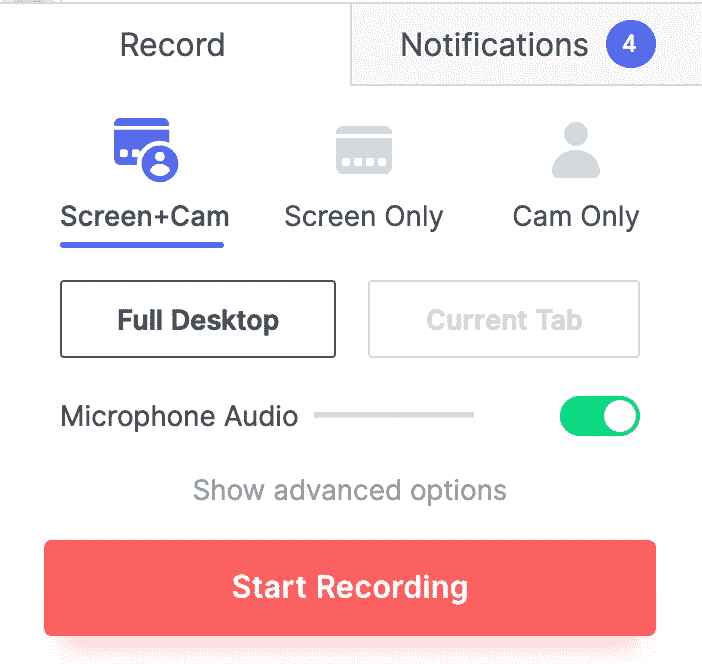 Record
Notifications 4
Screen+Cam
Screen Only
Cam Only
Full Desktop
Current Tab
Microphone Audio
Show advanced options
Start Recording